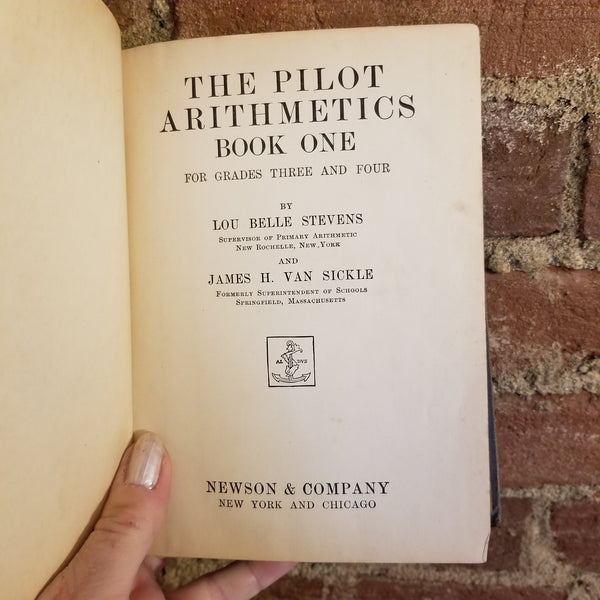 THE PILOT
ARITHMETICS
BOOK ONE
FOR GRADES THREE AND FOUR
BY
LOU BELLE STEVENS
SUPERVISOR OF PRIMARY ARITHMETIC
NEW ROCHELLE, NEW YORK
AND
JAMES H. VAN SICKLE
FORMERLY SUPERINTENDENT OF SCHOOLS
SPRINGFIELD, MASSACHUSETTS
AL DVS
NEWSON & COMPANY
NEW YORK AND CHICAGO